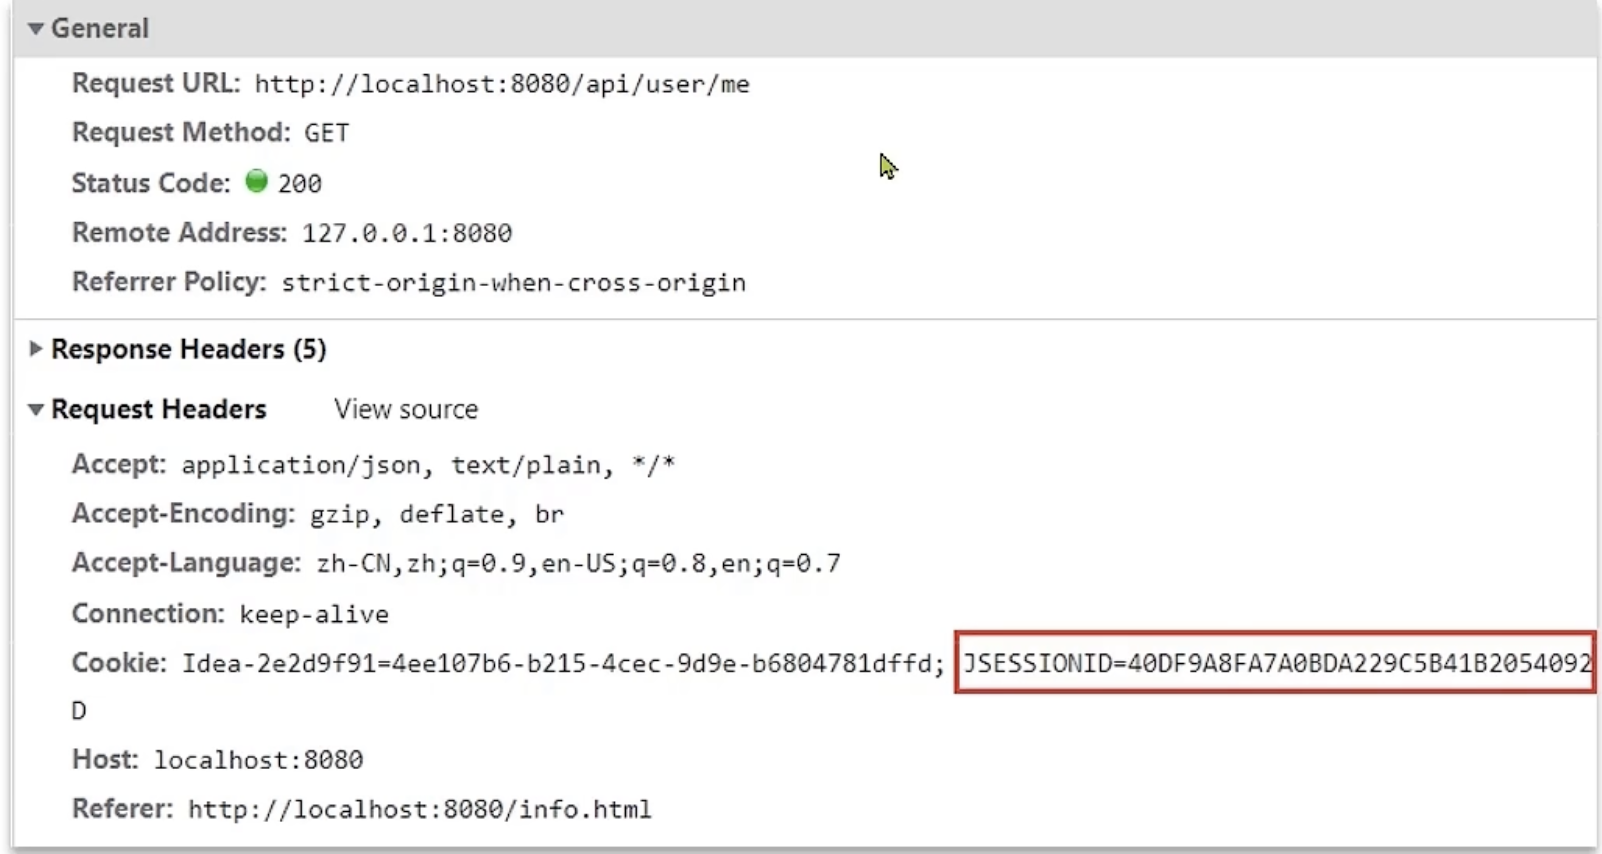 General
Request URL: http://localhost:8080/api/user/me
Request Method: GET
Status Code: 200
Remote Address: 127.0.0.1:8080
Referrer Policy: strict-origin-when-cross-origin
Response Headers (5)
Request Headers View source
Accept: application/json, text/plain, */*
Accept-Encoding: gzip, deflate, br
Accept-Language: zh-CN,zh;q=0.9,en-US;q=0.8,en;q=0.7
Connection: keep-alive
Cookie: Idea-2e2d9f91=4ee107b6-b215-4cec-9d9e-b6804781dffd; JSESSIONID=40DF9A8FA7A0BDA229C5B41B2054092
D
Host: localhost:8080
Referer: http://localhost:8080/info.html